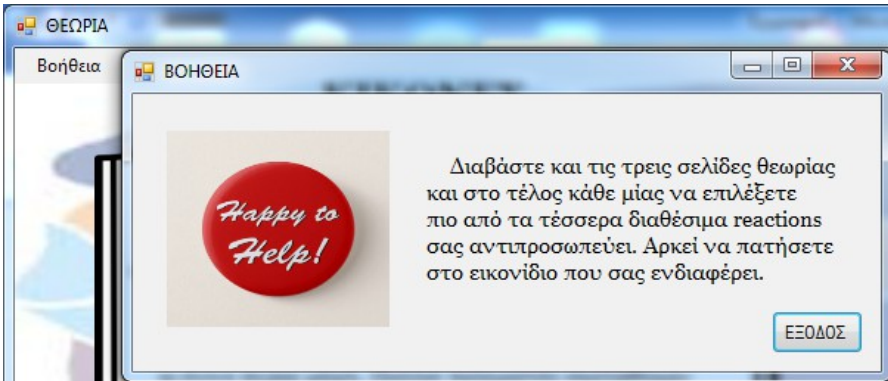 ΘΕΩΡΙΑ
Βοήθεια
ΒΟΗΘΕΙΑ
Happy to
Help!
Διαβάστε και τις τρεις σελίδες θεωρίας
και στο τέλος κάθε μίας να επιλέξετε
πιο από τα τέσσερα διαθέσιμα reactions
σας αντιπροσωπεύει. Αρκεί να πατήσετε
στο εικονίδιο που σας ενδιαφέρει.
ΕΞΟΔΟΣ